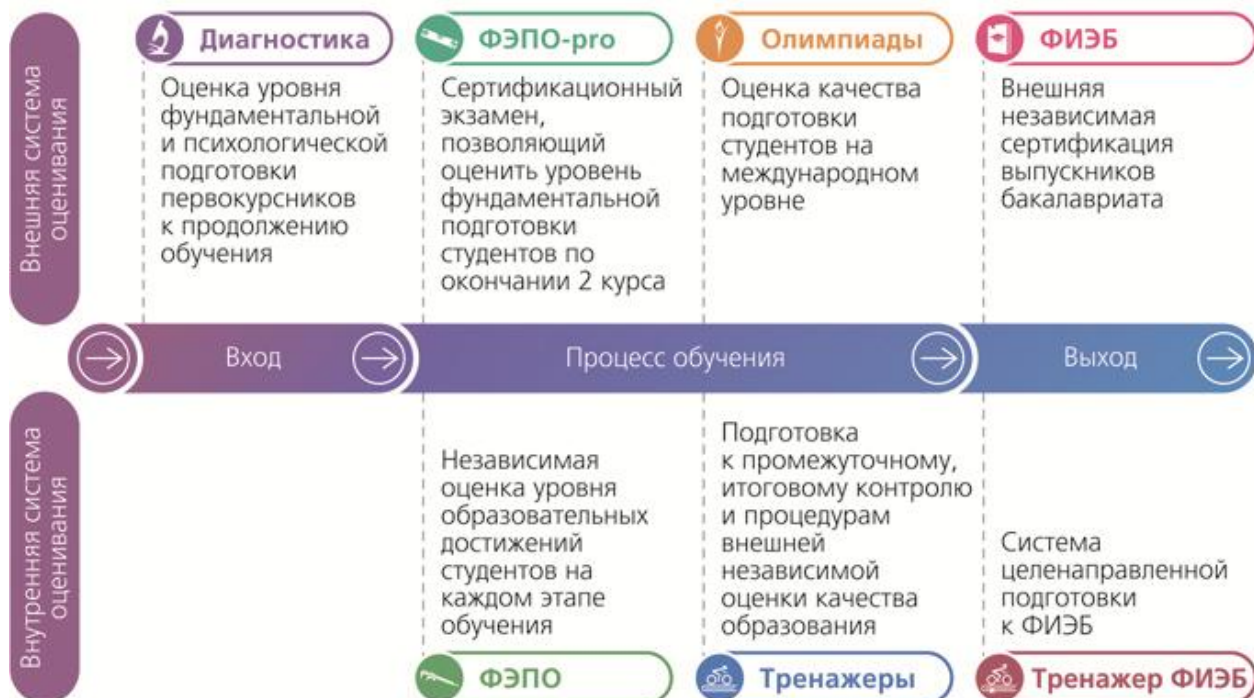 Внешняя система
оценивания
Диагностика
Оценка уровня
фундаментальной
и психологической
подготовки
первокурсников
к продолжению
обучения
ФЭПО-pro
Сертификационный
экзамен,
позволяющий
оценить уровень
фундаментальной
подготовки
студентов по
окончании 2 курса
Олимпиады
Оценка качества
подготовки
студентов на
международном
уровне
ФИЭБ
Внешняя
независимая
сертификация
выпускников
бакалавриата
Вход
Процесс обучения
Выход
Внутренняя система
оценивания
Независимая
оценка уровня
образовательных
достижений
студентов на
каждом этапе
обучения
ФЭПО
Подготовка
к промежуточному,
итоговому контролю
и процедурам
внешней
независимой
оценки качества
образования
Тренажеры
Система
целенаправленной
подготовки
к ФИЭБ
Тренажер ФИЭБ